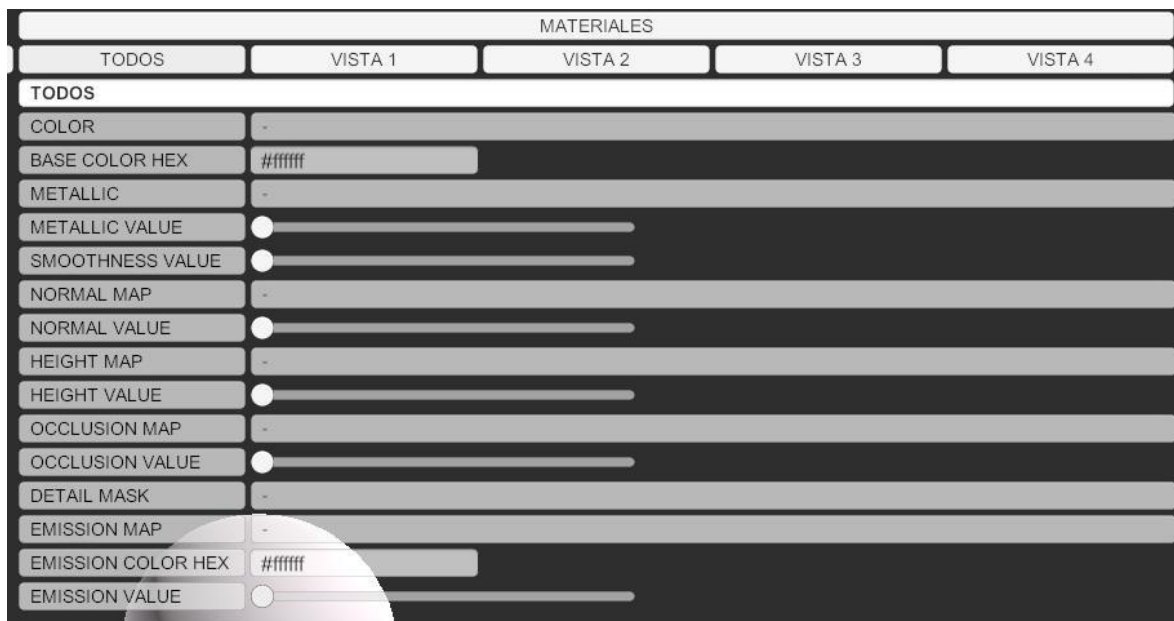 MATERIALES
TODOS VISTA 1 VISTA 2 VISTA 3 VISTA 4
TODOS
COLOR -
BASE COLOR HEX #ffffff
METALLIC -
METALLIC VALUE
SMOOTHNESS VALUE
NORMAL MAP -
NORMAL VALUE
HEIGHT MAP -
HEIGHT VALUE
OCCLUSION MAP -
OCCLUSION VALUE
DETAIL MASK -
EMISSION MAP -
EMISSION COLOR HEX #ffffff
EMISSION VALUE